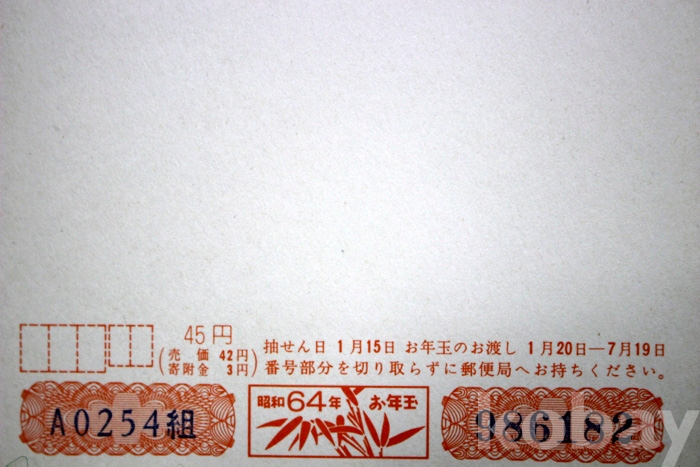 45円
(売価 42円
寄附金 3円)
抽せん日 1月15日 お年玉のお渡し 1月20日―7月19日
番号部分を切り取らずに郵便局へお持ちください。
A0254組
昭和64年 お年玉
986182